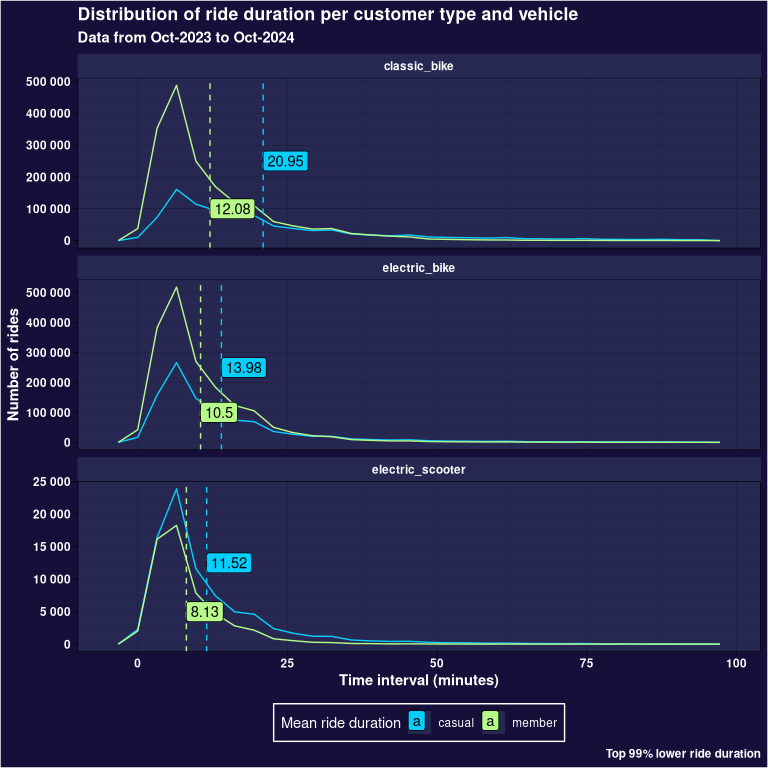 Distribution of ride duration per customer type and vehicle
Data from Oct-2023 to Oct-2024
classic_bike
500 000
400 000
300 000
200 000
100 000
0
20.95
12.08
electric_bike
500 000
400 000
300 000
200 000
100 000
0
13.98
10.5
electric_scooter
25 000
20 000
15 000
10 000
5 000
0
11.52
8.13
Number of rides
0 25 50 75 100
Time interval (minutes)
Mean ride duration a casual a member
Top 99% lower ride duration